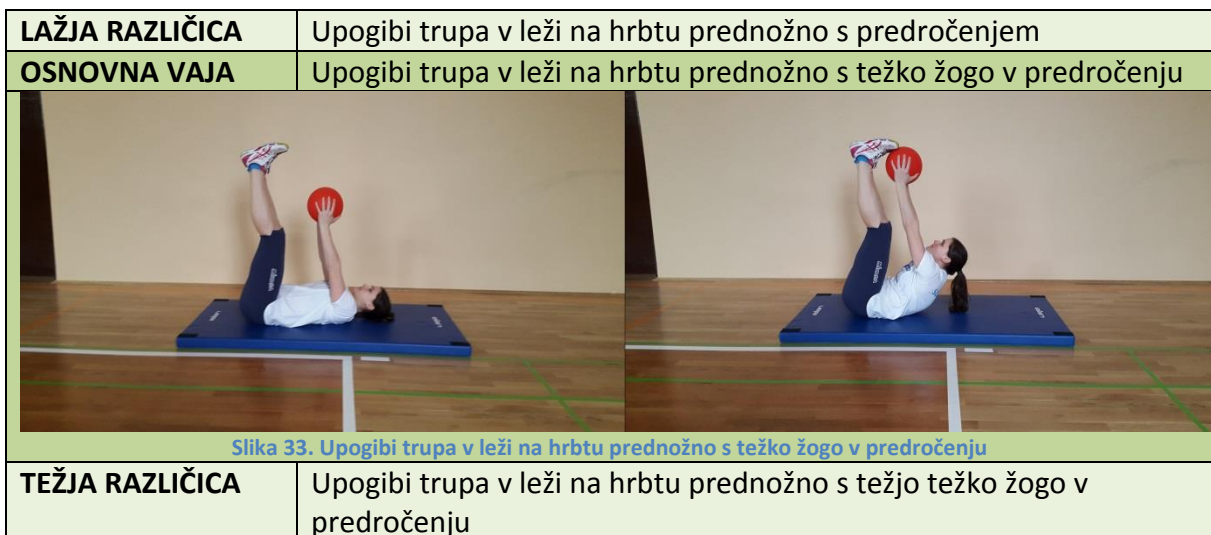 LAŽJA RAZLIČICA Upogibi trupa v leži na hrbtu prednožno s predročenjem
OSNOVNA VAJA Upogibi trupa v leži na hrbtu prednožno s težko žogo v predročenju
Slika 33. Upogibi trupa v leži na hrbtu prednožno s težko žogo v predročenju
TEŽJA RAZLIČICA Upogibi trupa v leži na hrbtu prednožno s težjo težko žogo v
predročenju